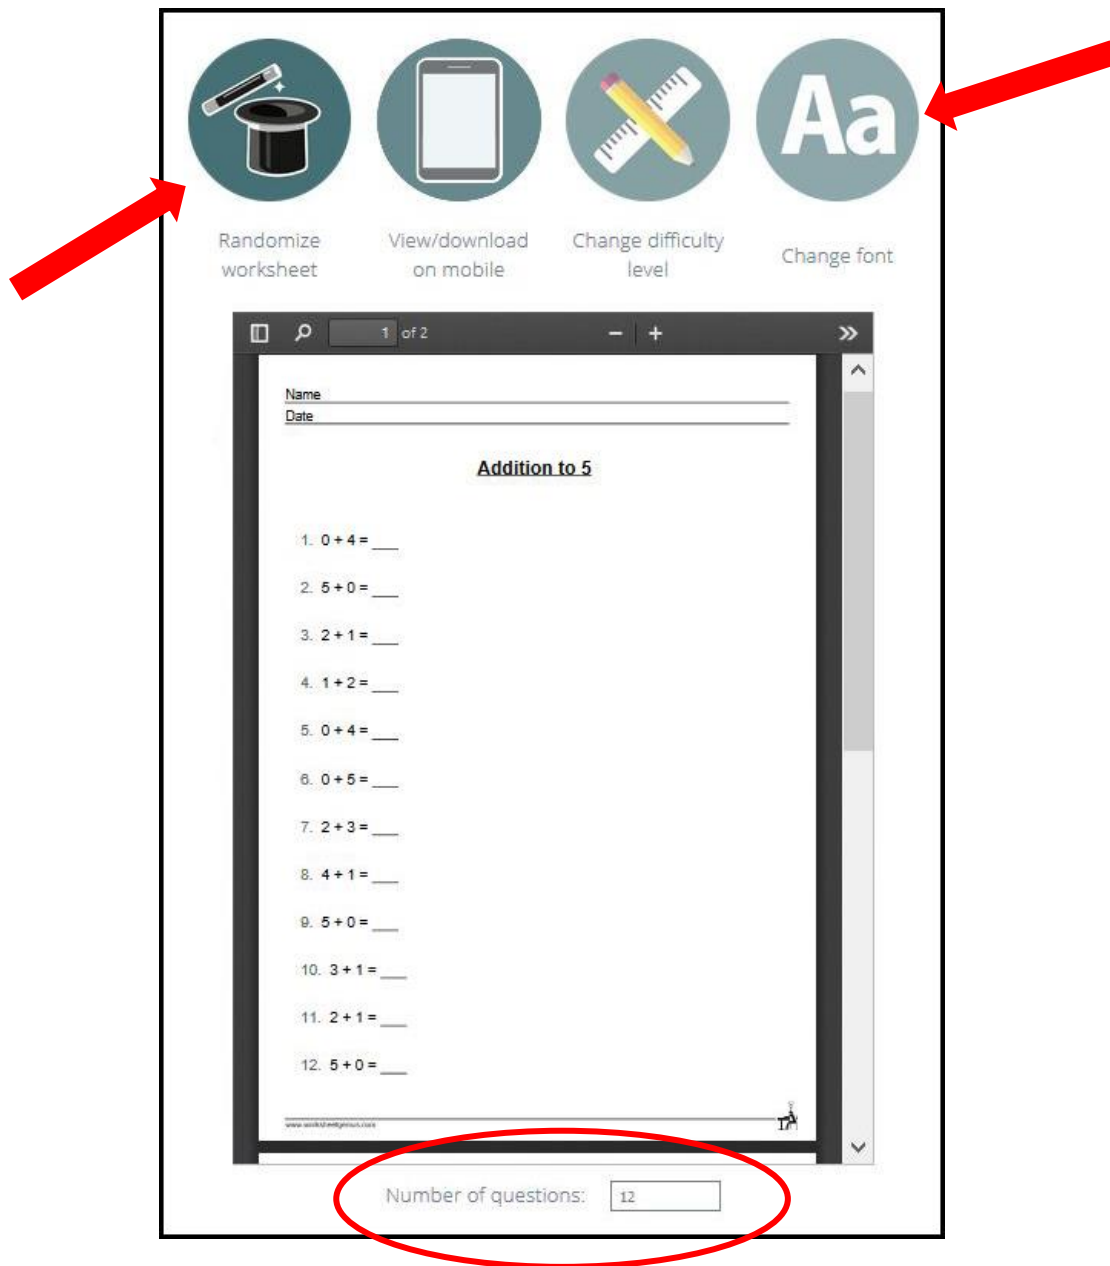 Aa
Randomize
worksheet
View/download
on mobile
Change difficulty
level
Change font
1 of 2
Name
Date
Addition to 5
1. 0 + 4 = ___
2. 5 + 0 = ___
3. 2 + 1 = ___
4. 1 + 2 = ___
5. 0 + 4 = ___
6. 0 + 5 = ___
7. 2 + 3 = ___
8. 4 + 1 = ___
9. 5 + 0 = ___
10. 3 + 1 = ___
11. 2 + 1 = ___
12. 5 + 0 = ___
www.worksheetgenius.com
Number of questions: 12